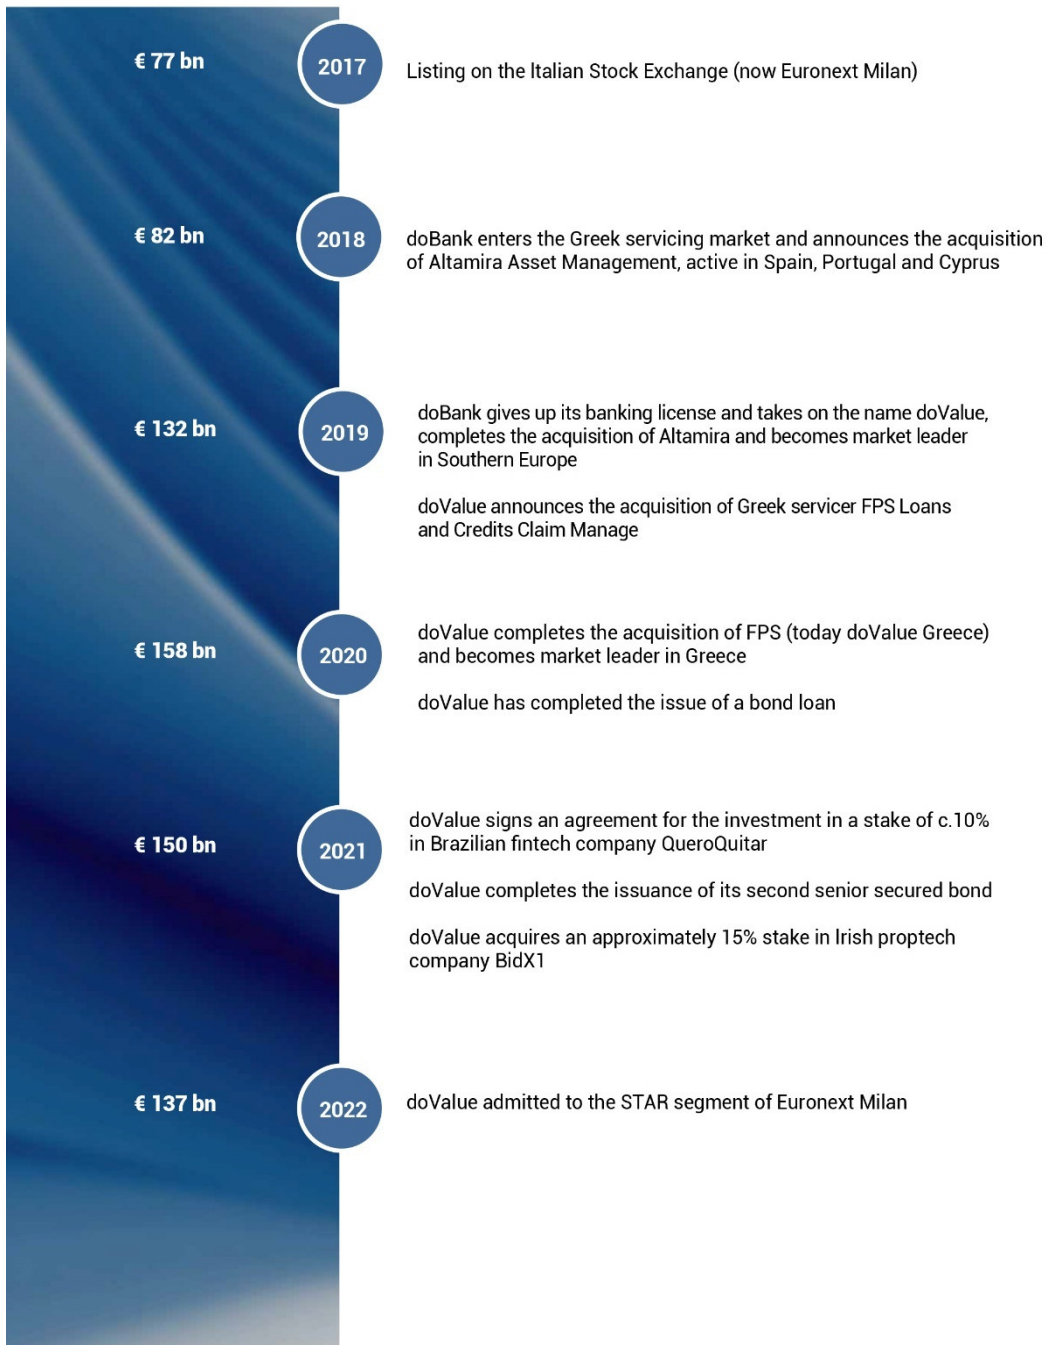 € 77 bn
2017
Listing on the Italian Stock Exchange (now Euronext Milan)
€ 82 bn
2018
doBank enters the Greek servicing market and announces the acquisition
of Altamira Asset Management, active in Spain, Portugal and Cyprus
€ 132 bn
2019
doBank gives up its banking license and takes on the name doValue,
completes the acquisition of Altamira and becomes market leader
in Southern Europe
doValue announces the acquisition of Greek servicer FPS Loans
and Credits Claim Manage
€ 158 bn
2020
doValue completes the acquisition of FPS (today doValue Greece)
and becomes market leader in Greece
doValue has completed the issue of a bond loan
€ 150 bn
2021
doValue signs an agreement for the investment in a stake of c.10%
in Brazilian fintech company QueroQuitar
doValue completes the issuance of its second senior secured bond
doValue acquires an approximately 15% stake in Irish proptech
company BidX1
€ 137 bn
2022
doValue admitted to the STAR segment of Euronext Milan